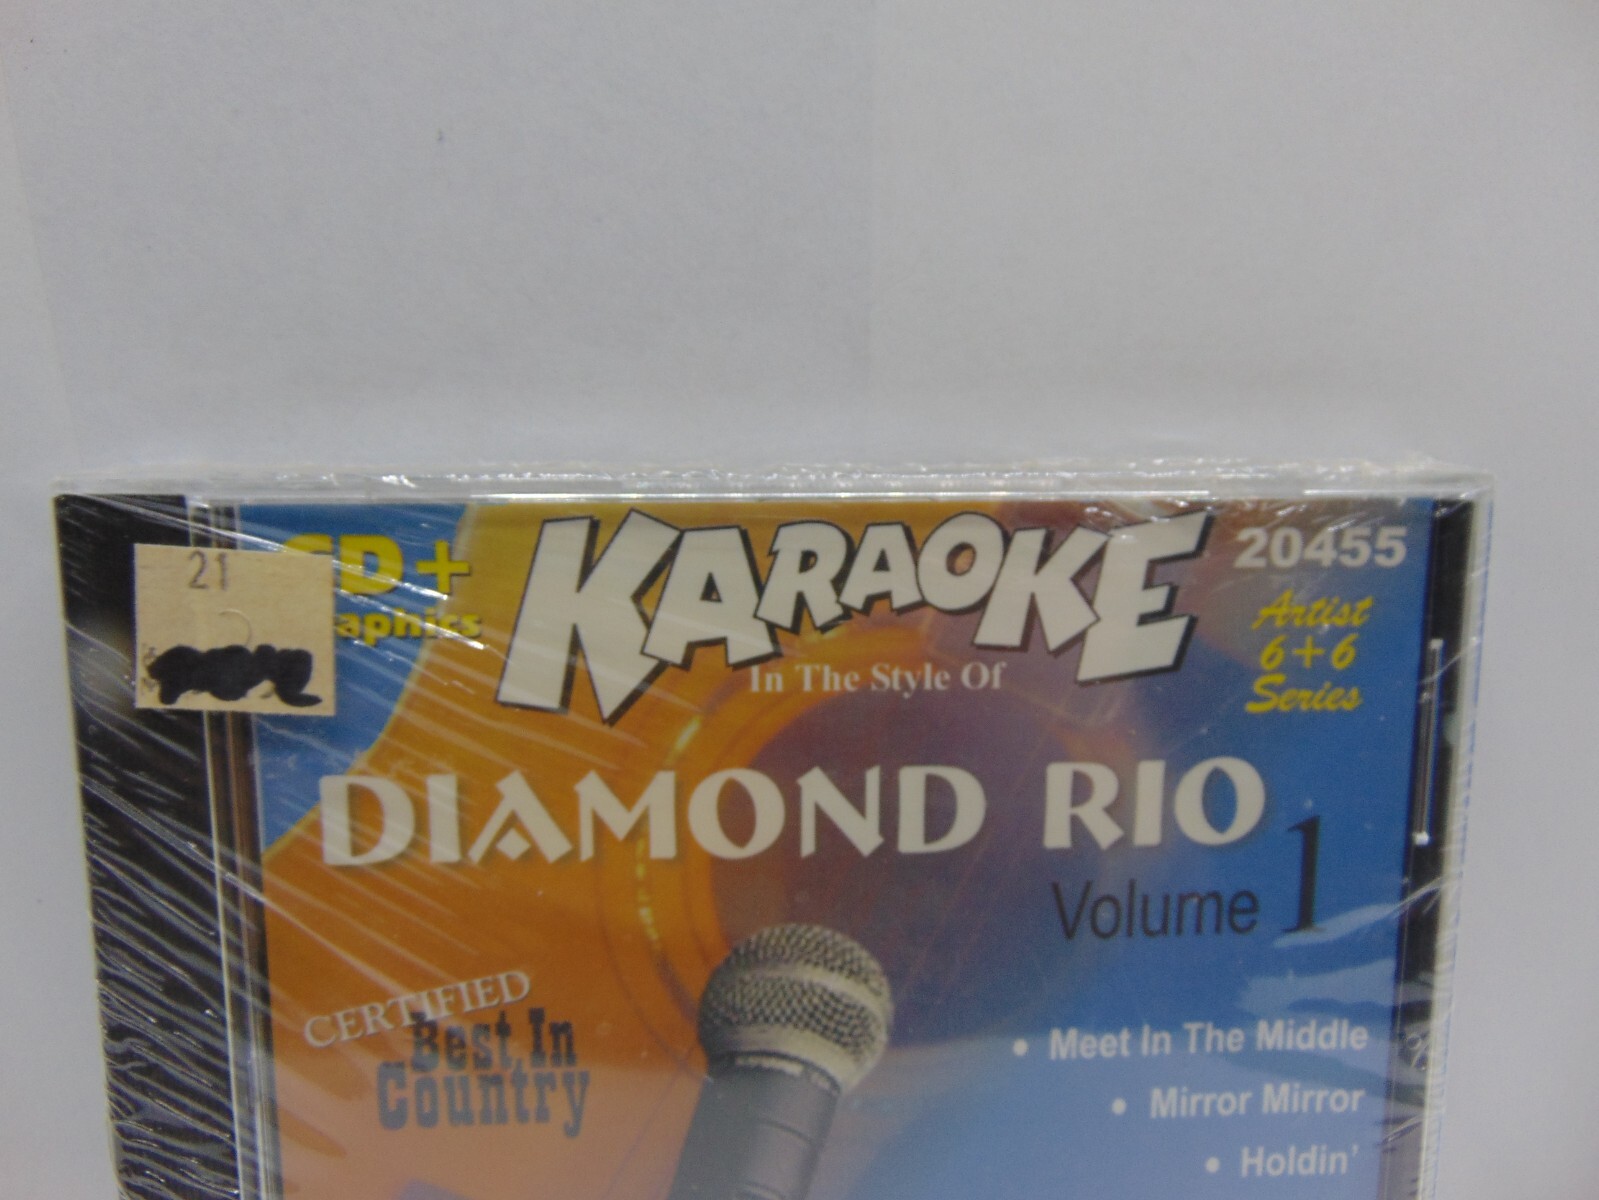 21
CD+
Graphics
KARAOKE
In The Style Of
20455
Artist
6+6
Series
DIAMOND RIO
Volume 1
CERTIFIED
Best In
Country
• Meet In The Middle
• Mirror Mirror
• Holdin'